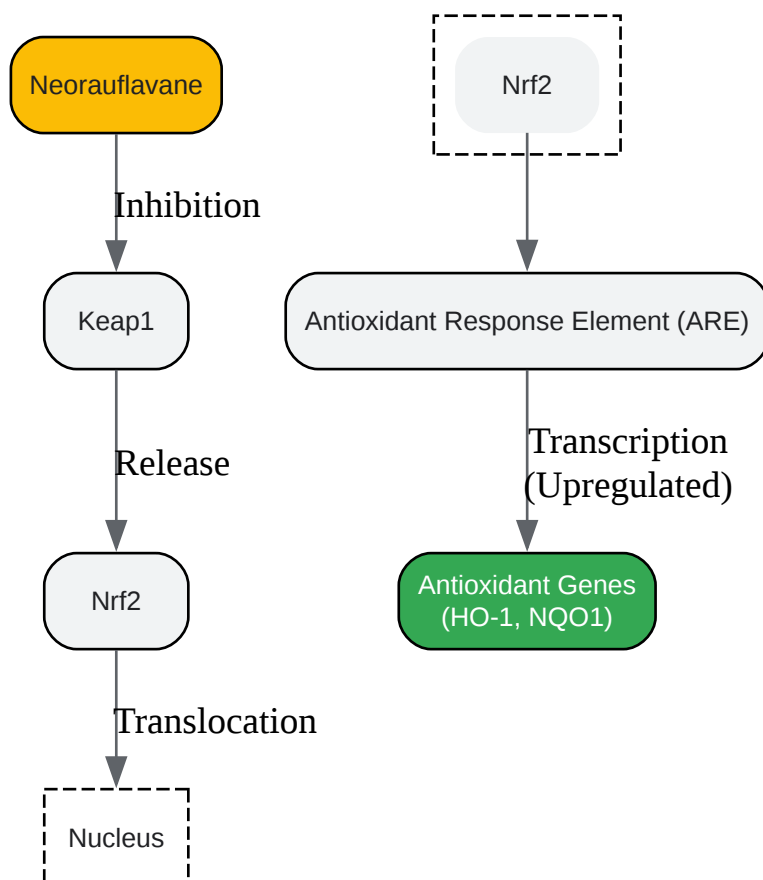 Neorauflavane
Inhibition
Keap1
Release
Nrf2
Translocation
Nucleus
Nrf2
Antioxidant Response Element (ARE)
Transcription
(Upregulated)
Antioxidant Genes
(HO-1, NQO1)